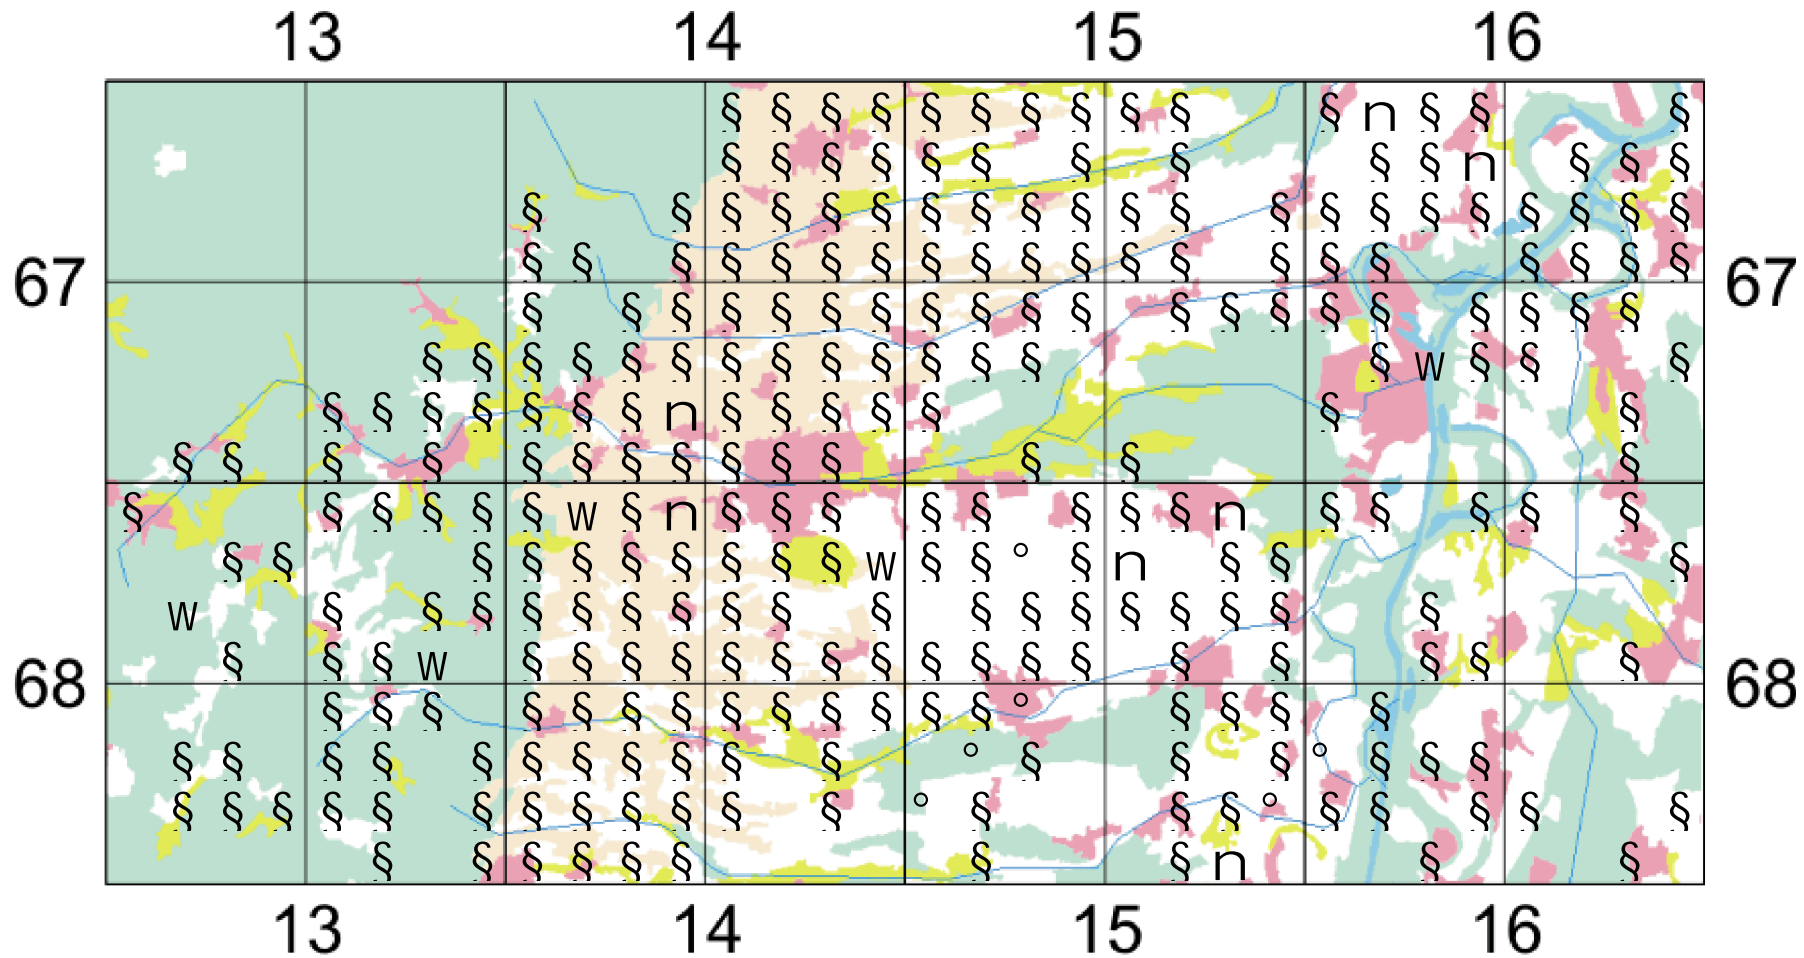 13 14 15 16
§ § § § § § § § § § § n § § §
§ § § § § § § § § § n § § §
§ § § § § § § § § § § § § § § § § § § § §
§ § § § § § § § § § § § § § § § § § § §
67 67
§ § § § § § § § § § § § § § § § § § § §
§ § § § § § § § § § § § w § § §
§ § § § § § § n § § § § § § §
§ § § § § § § § § § § § § §
§ § § § § § w § n § § § § § § § § n § § § § §
§ § § § § § § § § § w § § ° § n § § §
w § § § § § § § § § § § § § § § § § §
§ § § w § § § § § § § § § § § § § § § § §
68 68
§ § § § § § § § § § § § § ° § § § §
§ § § § § § § § § § § ° § § § ° § § §
§ § § § § § § § § § § § ° § § § ° § § § § §
§ § § § § § § § n § §
13 14 15 16